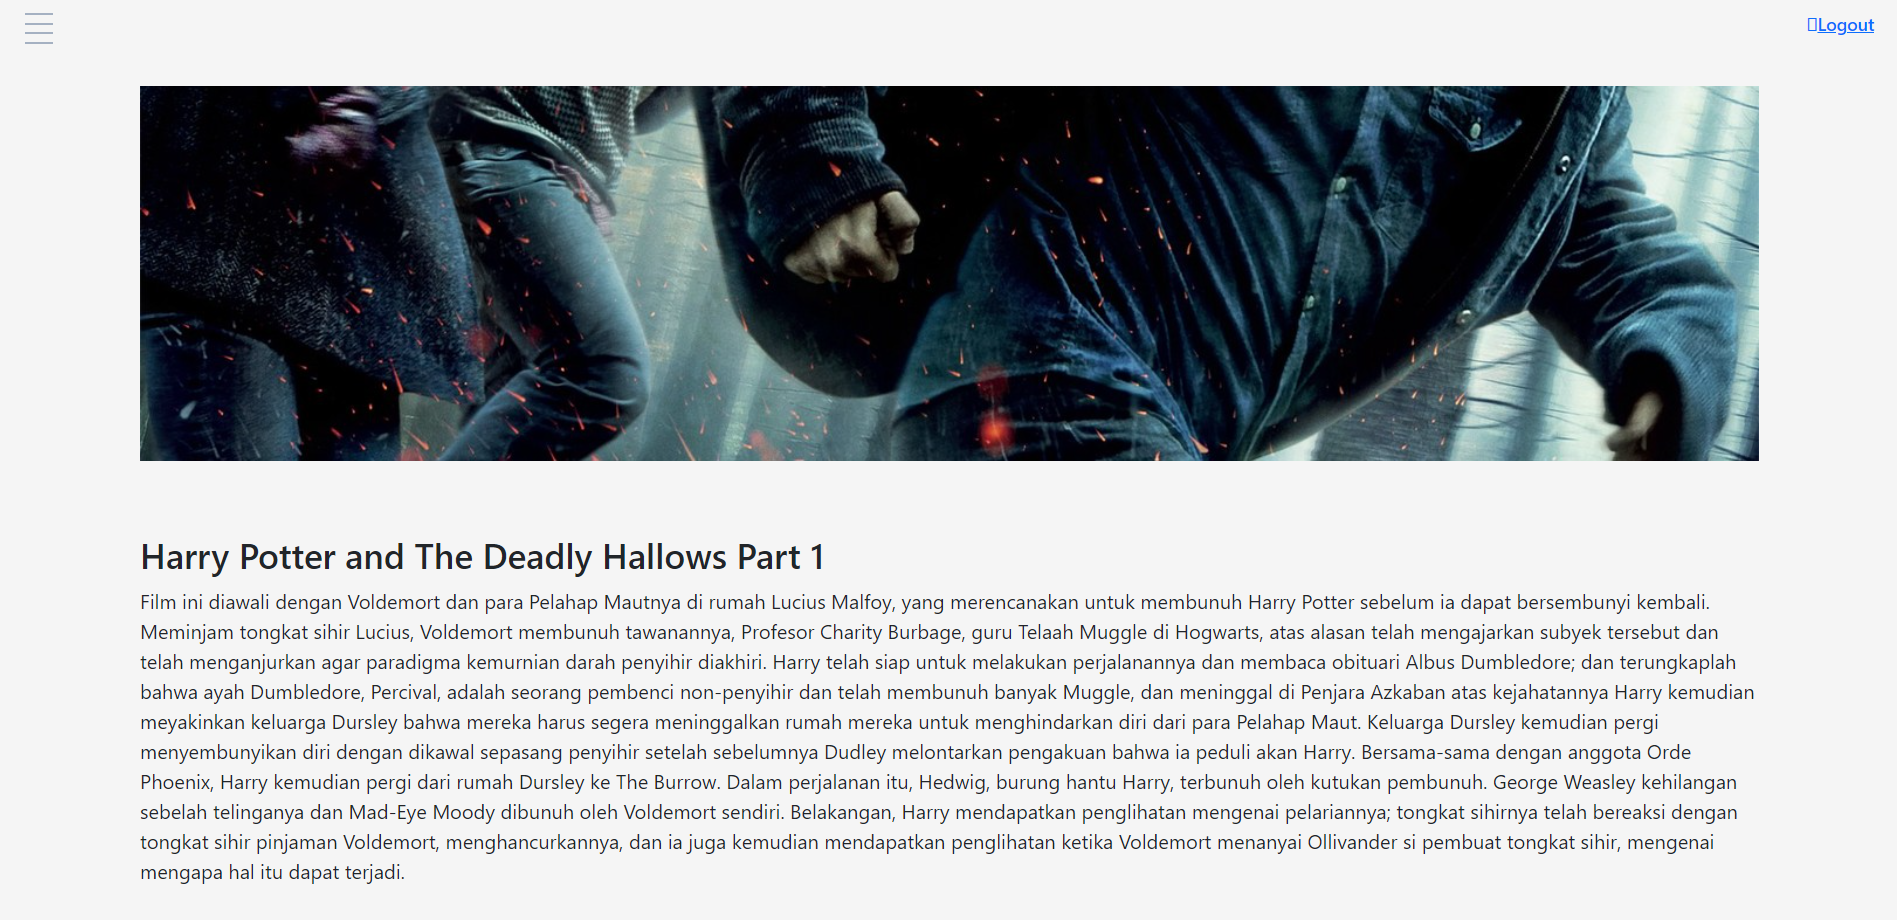 Logout
Harry Potter and The Deadly Hallows Part 1
Film ini diawali dengan Voldemort dan para Pelahap Mautnya di rumah Lucius Malfoy, yang merencanakan untuk membunuh Harry Potter sebelum ia dapat bersembunyi kembali.
Meminjam tongkat sihir Lucius, Voldemort membunuh tawanannya, Profesor Charity Burbage, guru Telaah Muggle di Hogwarts, atas alasan telah mengajarkan subyek tersebut dan
telah menganjurkan agar paradigma kemurnian darah penyihir diakhiri. Harry telah siap untuk melakukan perjalanannya dan membaca obituari Albus Dumbledore; dan terungkaplah
bahwa ayah Dumbledore, Percival, adalah seorang pembenci non-penyihir dan telah membunuh banyak Muggle, dan meninggal di Penjara Azkaban atas kejahatannya Harry kemudian
meyakinkan keluarga Dursley bahwa mereka harus segera meninggalkan rumah mereka untuk menghindarkan diri dari para Pelahap Maut. Keluarga Dursley kemudian pergi
menyembunyikan diri dengan dikawal sepasang penyihir setelah sebelumnya Dudley melontarkan pengakuan bahwa ia peduli akan Harry. Bersama-sama dengan anggota Orde
Phoenix, Harry kemudian pergi dari rumah Dursley ke The Burrow. Dalam perjalanan itu, Hedwig, burung hantu Harry, terbunuh oleh kutukan pembunuh. George Weasley kehilangan
sebelah telinganya dan Mad-Eye Moody dibunuh oleh Voldemort sendiri. Belakangan, Harry mendapatkan penglihatan mengenai pelariannya; tongkat sihirnya telah bereaksi dengan
tongkat sihir pinjaman Voldemort, menghancurkannya, dan ia juga kemudian mendapatkan penglihatan ketika Voldemort menanyai Ollivander si pembuat tongkat sihir, mengenai
mengapa hal itu dapat terjadi.